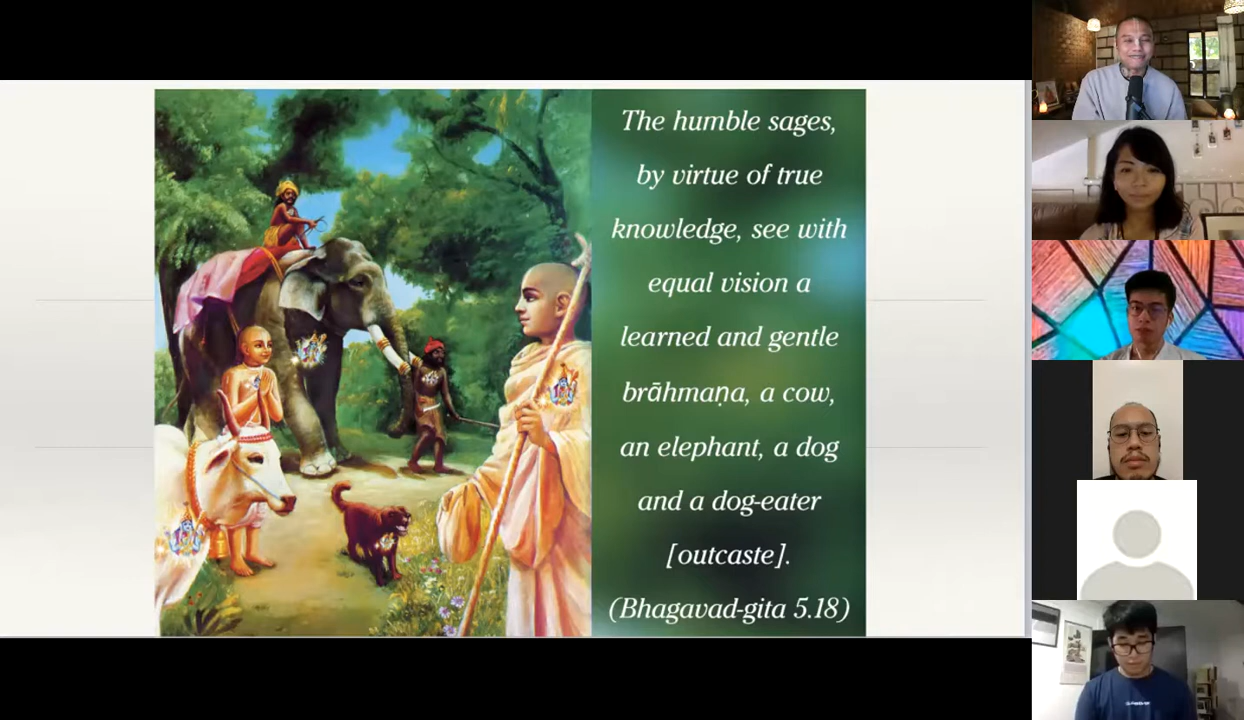 The humble sages,
by virtue of true
knowledge, see with
equal vision a
learned and gentle
brāhmaṇa, a cow,
an elephant, a dog
and a dog-eater
[outcaste].
(Bhagavad-gita 5.18)